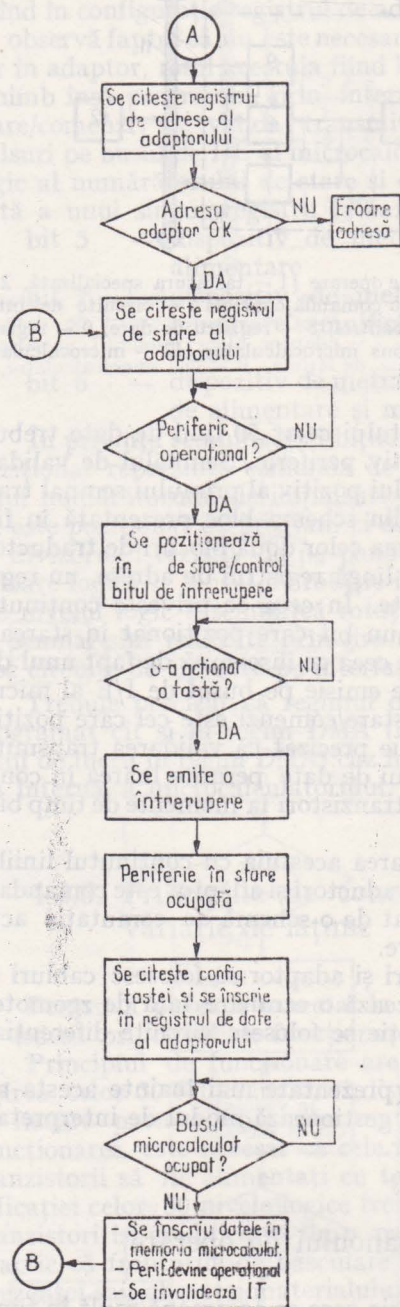 A
Se citește registrul
de adrese al
adaptorului
Adresa
adaptor OK
NU
Eroare
adresă
DA
B
Se citește registrul
de stare al
adaptorului
Periferic
operațional?
NU
DA
Se poziționează
în de stare/control
bitul de întrerupere
S-a acționat
o tastă?
NU
DA
Se emite o
întrerupere
Periferie în stare
ocupată
Se citește config.
tastei și se înscrie
în registrul de date
al adaptorului
Busul
microcalculat.
ocupat?
NU
NU
B
- Se înscriu datele în
memoria microcalcul.
- Perif. devine operațional
- Se invalidează IT